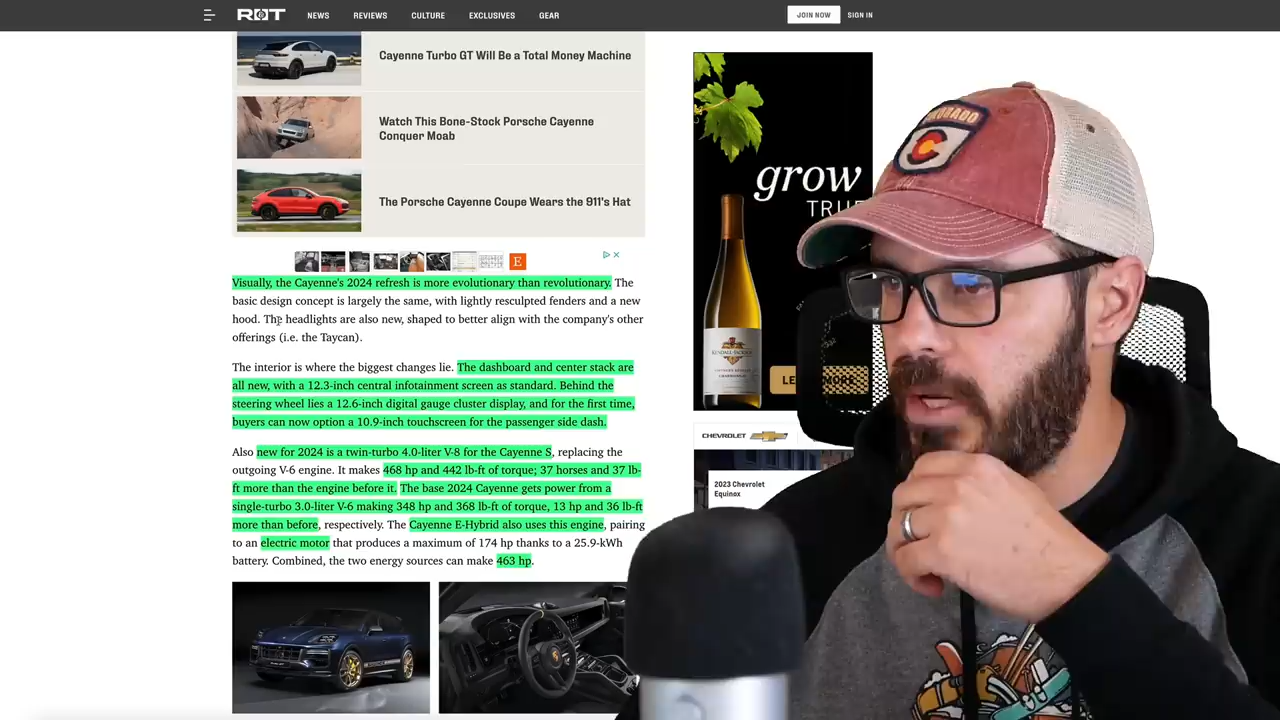 R&T
NEWS
REVIEWS
CULTURE
EXCLUSIVES
GEAR
JOIN NOW
SIGN IN
Cayenne Turbo GT Will Be a Total Money Machine
Watch This Bone-Stock Porsche Cayenne
Conquer Moab
The Porsche Cayenne Coupe Wears the 911's Hat
E
Visually, the Cayenne's 2024 refresh is more evolutionary than revolutionary. The
basic design concept is largely the same, with lightly resculpted fenders and a new
hood. The headlights are also new, shaped to better align with the company's other
offerings (i.e. the Taycan).
The interior is where the biggest changes lie. The dashboard and center stack are
all new, with a 12.3-inch central infotainment screen as standard. Behind the
steering wheel lies a 12.6-inch digital gauge cluster display, and for the first time,
buyers can now option a 10.9-inch touchscreen for the passenger side dash.
Also new for 2024 is a twin-turbo 4.0-liter V-8 for the Cayenne S, replacing the
outgoing V-6 engine. It makes 468 hp and 442 lb-ft of torque; 37 horses and 37 lb-
ft more than the engine before it. The base 2024 Cayenne gets power from a
single-turbo 3.0-liter V-6 making 348 hp and 368 lb-ft of torque, 13 hp and 36 lb-ft
more than before, respectively. The Cayenne E-Hybrid also uses this engine, pairing
to an electric motor that produces a maximum of 174 hp thanks to a 25.9-kWh
battery. Combined, the two energy sources can make 463 hp.
grow
TRUE
KENDALL-JACKSON
CHEVROLET
2023 Chevrolet
Equinox
COLORADO